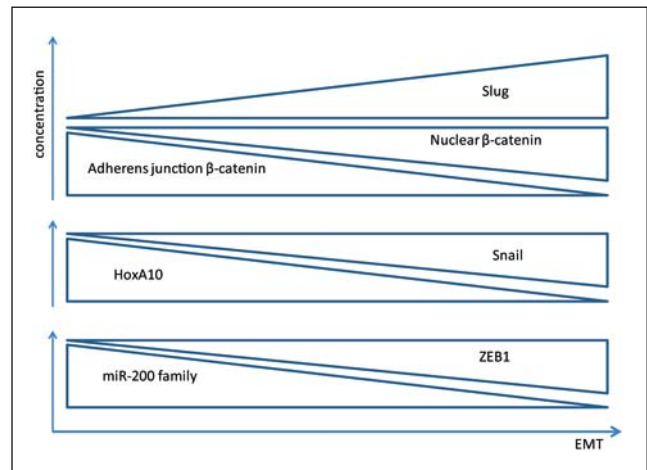 concentration
Slug
Nuclear β-catenin
Adherens junction β-catenin
Snail
HoxA10
ZEB1
miR-200 family
EMT